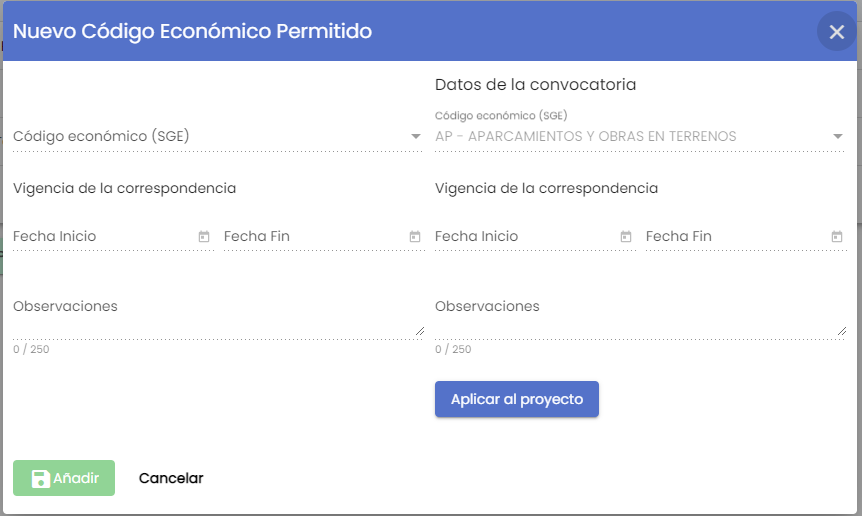 Nuevo Código Económico Permitido
Datos de la convocatoria
Código económico (SGE)
Código económico (SGE)
AP - APARCAMIENTOS Y OBRAS EN TERRENOS
Vigencia de la correspondencia
Vigencia de la correspondencia
Fecha Inicio
Fecha Fin
Fecha Inicio
Fecha Fin
Observaciones
Observaciones
0 / 250
0 / 250
Aplicar al proyecto
Añadir
Cancelar